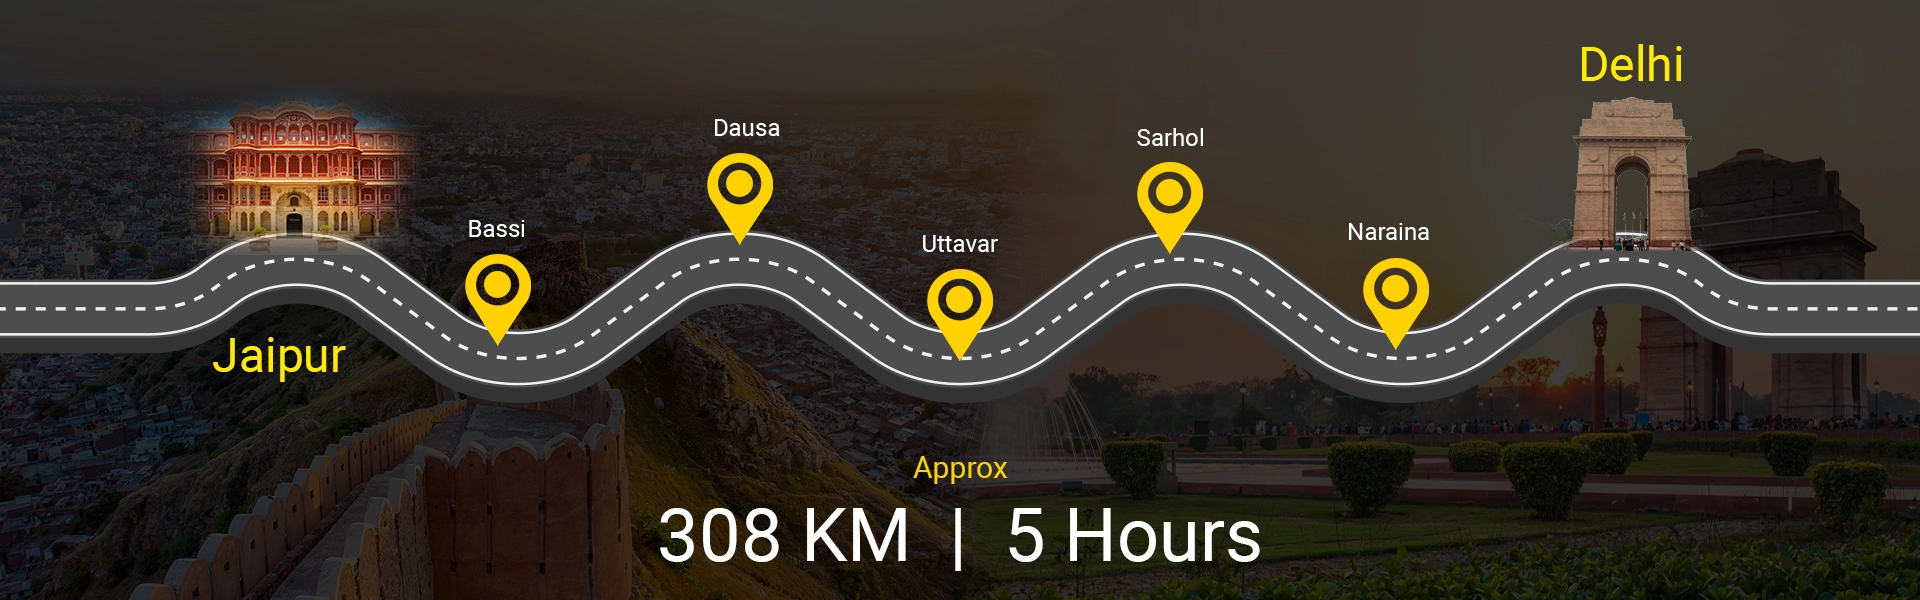 Delhi
Dausa
Sarhol
Bassi
Uttavar
Naraina
Jaipur
Approx
308 KM | 5 Hours